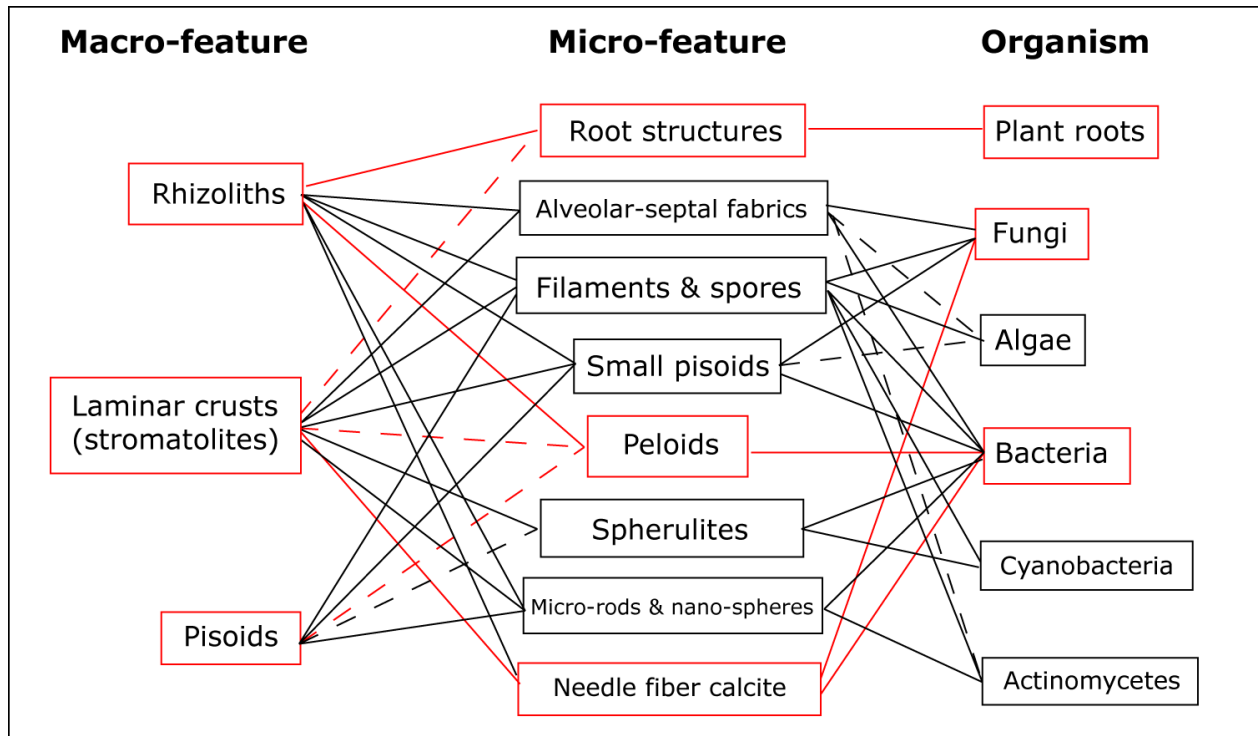 Macro-feature
Micro-feature
Organism
Rhizoliths
Laminar crusts
(stromatolites)
Pisoids
Root structures
Alveolar-septal fabrics
Filaments & spores
Small pisoids
Peloids
Spherulites
Micro-rods & nano-spheres
Needle fiber calcite
Plant roots
Fungi
Algae
Bacteria
Cyanobacteria
Actinomycetes